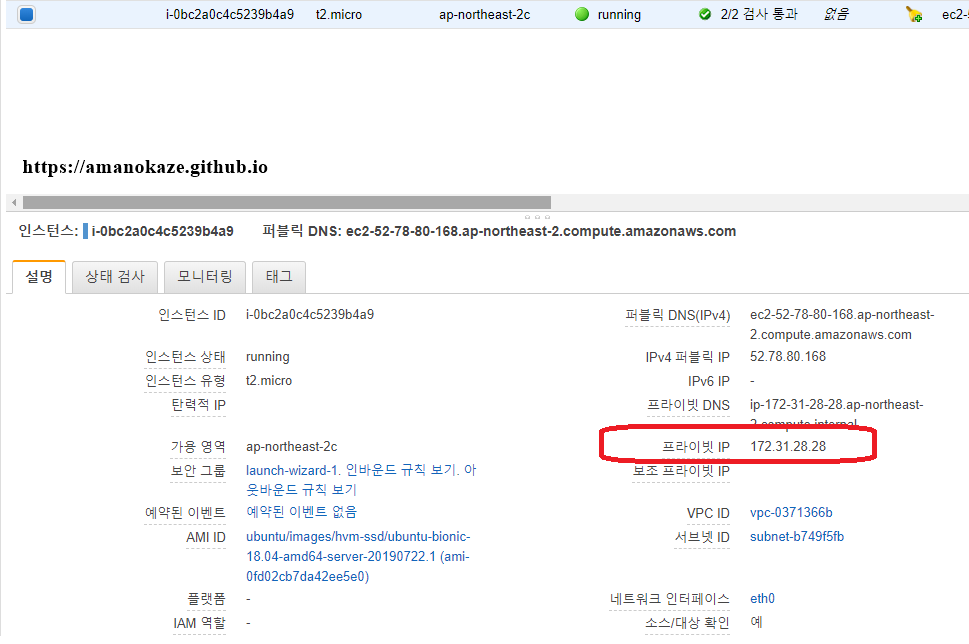 i-0bc2a0c4c5239b4a9 t2.micro ap-northeast-2c running 2/2 검사 통과 없음 ec2-5
https://amanokaze.github.io
인스턴스: i-0bc2a0c4c5239b4a9 퍼블릭 DNS: ec2-52-78-80-168.ap-northeast-2.compute.amazonaws.com
설명 상태 검사 모니터링 태그
인스턴스 ID i-0bc2a0c4c5239b4a9
인스턴스 상태 running
인스턴스 유형 t2.micro
탄력적 IP
가용 영역 ap-northeast-2c
보안 그룹 launch-wizard-1. 인바운드 규칙 보기. 아
웃바운드 규칙 보기
예약된 이벤트 예약된 이벤트 없음
AMI ID ubuntu/images/hvm-ssd/ubuntu-bionic-
18.04-amd64-server-20190722.1 (ami-
0fd02cb7da42ee5e0)
플랫폼 -
IAM 역할 -
퍼블릭 DNS(IPv4) ec2-52-78-80-168.ap-northeast-
2.compute.amazonaws.com
IPv4 퍼블릭 IP 52.78.80.168
IPv6 IP -
프라이빗 DNS ip-172-31-28-28.ap-northeast-
2.compute.internal
프라이빗 IP 172.31.28.28
보조 프라이빗 IP
VPC ID vpc-0371366b
서브넷 ID subnet-b749f5fb
네트워크 인터페이스 eth0
소스/대상 확인 예